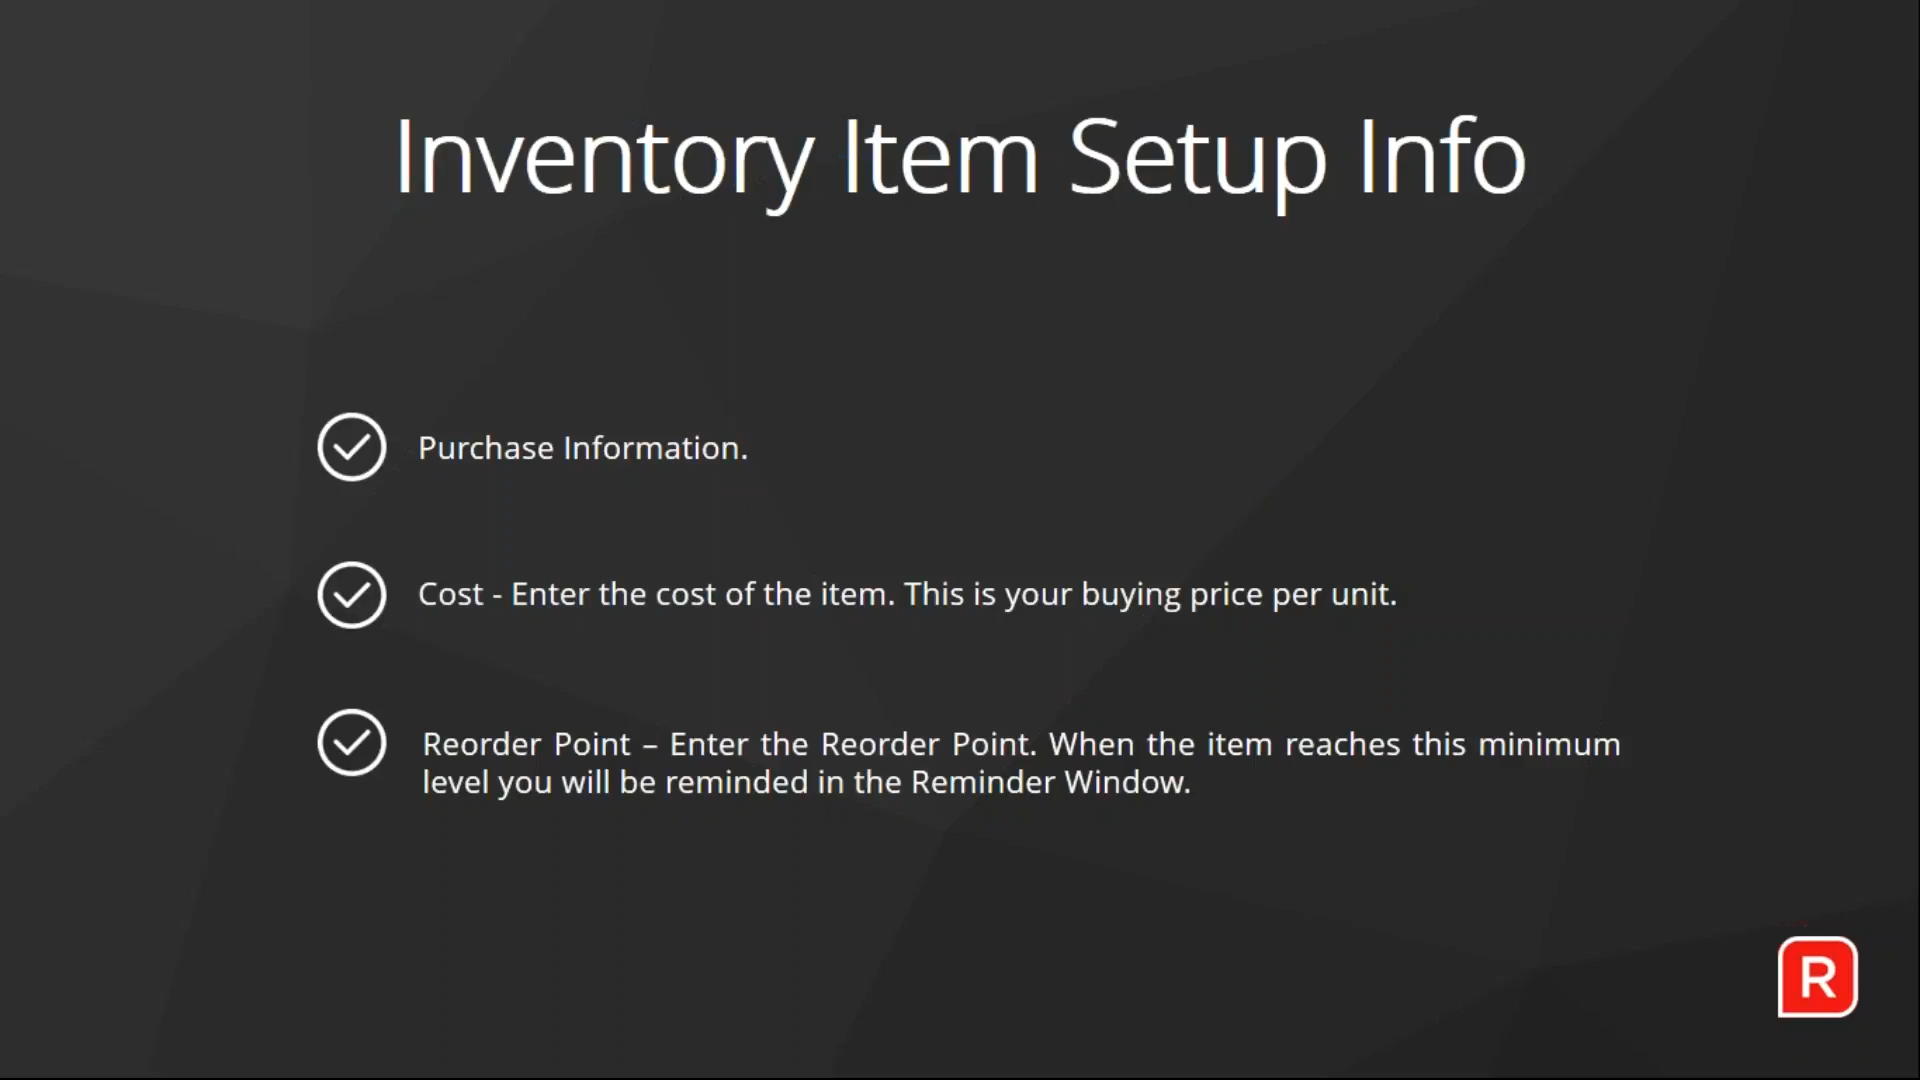 Inventory Item Setup Info
Purchase Information.
Cost - Enter the cost of the item. This is your buying price per unit.
Reorder Point – Enter the Reorder Point. When the item reaches this minimum
level you will be reminded in the Reminder Window.
R